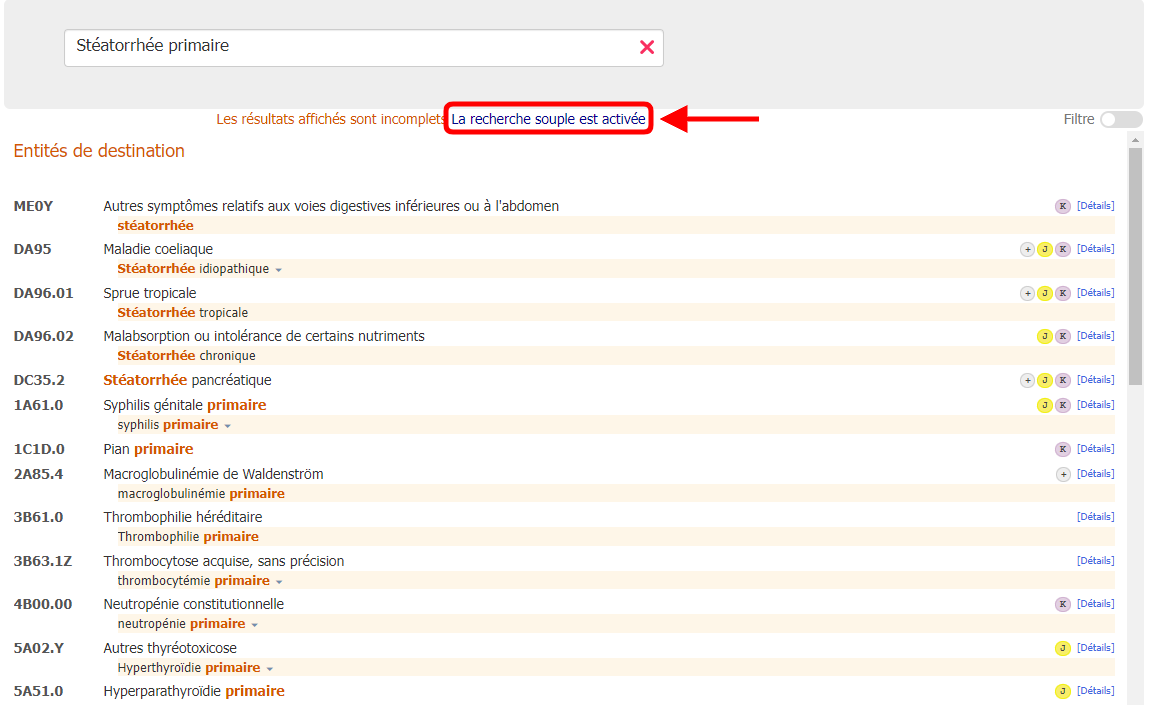 Stéatorrhée primaire
Les résultats affichés sont incomplets La recherche souple est activée Filtre
Entités de destination
ME0Y Autres symptômes relatifs aux voies digestives inférieures ou à l'abdomen K [Détails]
stéatorrhée
DA95 Maladie coeliaque + J K [Détails]
Stéatorrhée idiopathique
DA96.01 Sprue tropicale + J K [Détails]
Stéatorrhée tropicale
DA96.02 Malabsorption ou intolérance de certains nutriments J K [Détails]
Stéatorrhée chronique
DC35.2 Stéatorrhée pancréatique + J K [Détails]
1A61.0 Syphilis génitale primaire J K [Détails]
syphilis primaire
1C1D.0 Pian primaire K [Détails]
2A85.4 Macroglobulinémie de Waldenström + [Détails]
macroglobulinémie primaire
3B61.0 Thrombophilie héréditaire [Détails]
Thrombophilie primaire
3B63.1Z Thrombocytose acquise, sans précision [Détails]
thrombocytémie primaire
4B00.00 Neutropénie constitutionnelle K [Détails]
neutropénie primaire
5A02.Y Autres thyréotoxicose J [Détails]
Hyperthyroïdie primaire
5A51.0 Hyperparathyroïdie primaire J [Détails]